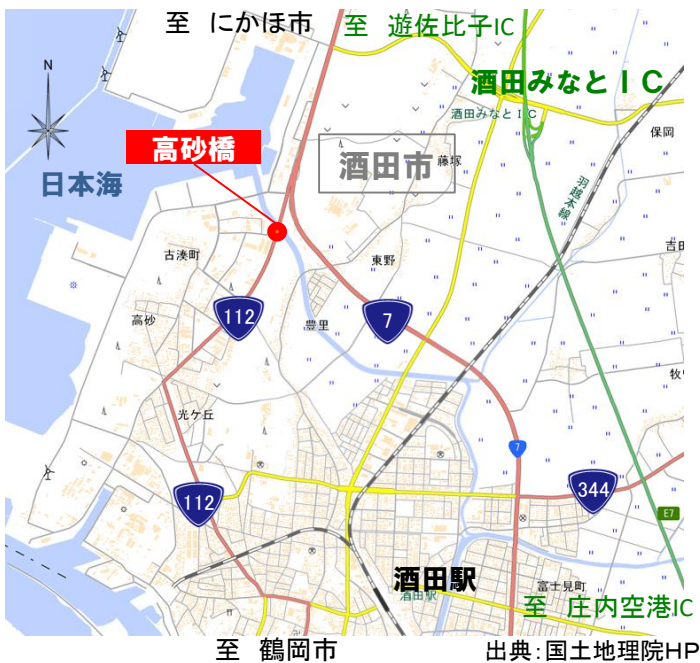 至 にかほ市
至 遊佐比子IC
酒田みなとＩＣ
酒田みなとＩＣ
N
高砂橋
酒田市
藤塚
保岡
日本海
羽越本線
古湊町
東野
吉田
112
7
高砂
豊里
牧
光ケ丘
7
112
344
E7
酒田駅
酒田駅
富士見町
至 庄内空港IC
至 鶴岡市
出典：国土地理院HP